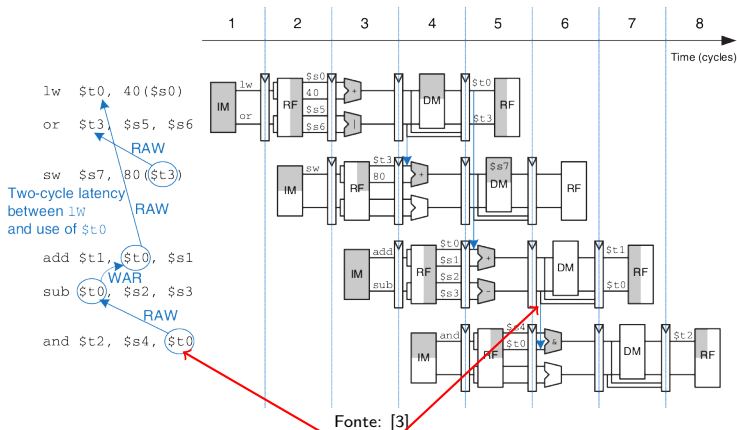 1 2 3 4 5 6 7 8
Time (cycles)
lw $t0, 40($s0)
or $t3, $s5, $s6
RAW
sw $s7, 80($t3)
Two-cycle latency
between lW
and use of $t0
RAW
add $t1, $t0, $s1
WAR
sub $t0, $s2, $s3
RAW
and $t2, $s4, $t0
IM
lw
or
RF
$s0
40
$s5
$s6
+
|
DM
$t0
$t3
RF
IM
sw
RF
$t3
80
+
$s7
DM
RF
IM
add
sub
RF
$t0
$s1
$s2
$s3
+
-
DM
$t1
$t0
RF
IM
and
RF
$s4
$t0
&
DM
$t2
RF
Fonte: [3]